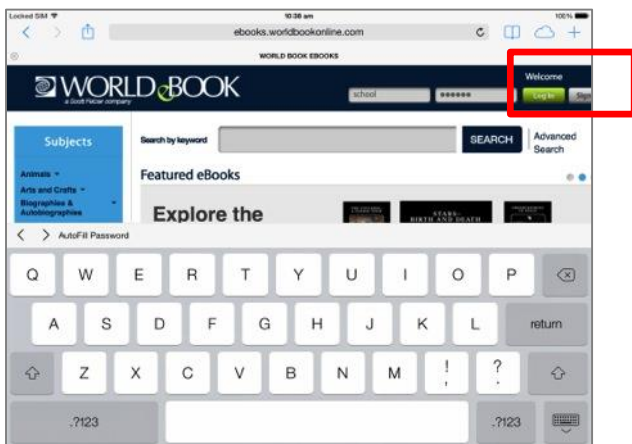 Locked SIM 10:38 am 100%
ebooks.worldbookonline.com
WORLD BOOK EBOOKS
WORLD eBOOK
a Scott Fetzer company
Welcome
school ●●●●●● Log In Sign
Subjects
Search by keyword SEARCH Advanced Search
Animals
Arts and Crafts
Biographies & Autobiographies
Featured eBooks
Explore the
STARS–
BIRTH AND DEATH
AutoFill Password
Q W E R T Y U I O P
A S D F G H J K L return
Z X C V B N M ! , ? .
.?123 .?123